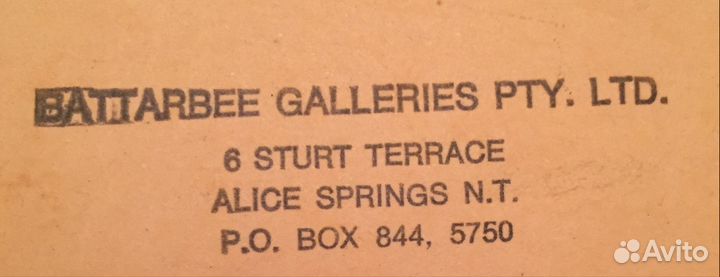 BATTARBEE GALLERIES PTY. LTD.
6 STURT TERRACE
ALICE SPRINGS N.T.
P.O. BOX 844, 5750
Avito